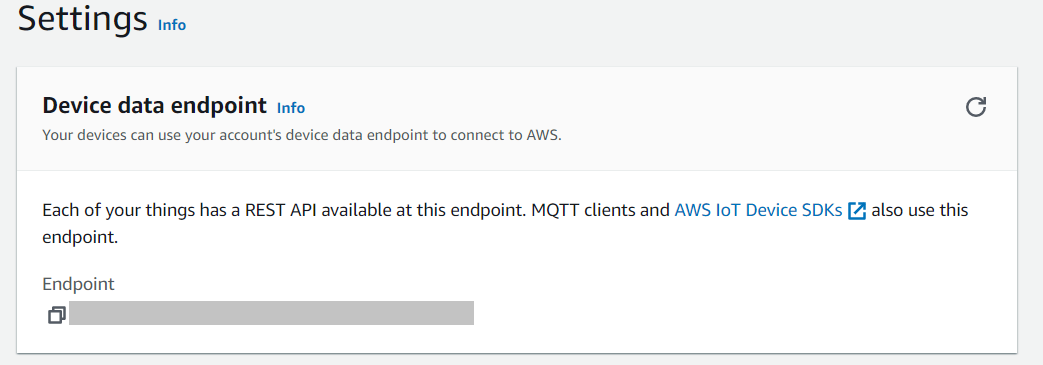 Settings Info
Device data endpoint Info
Your devices can use your account's device data endpoint to connect to AWS.
Each of your things has a REST API available at this endpoint. MQTT clients and AWS IoT Device SDKs also use this
endpoint.
Endpoint